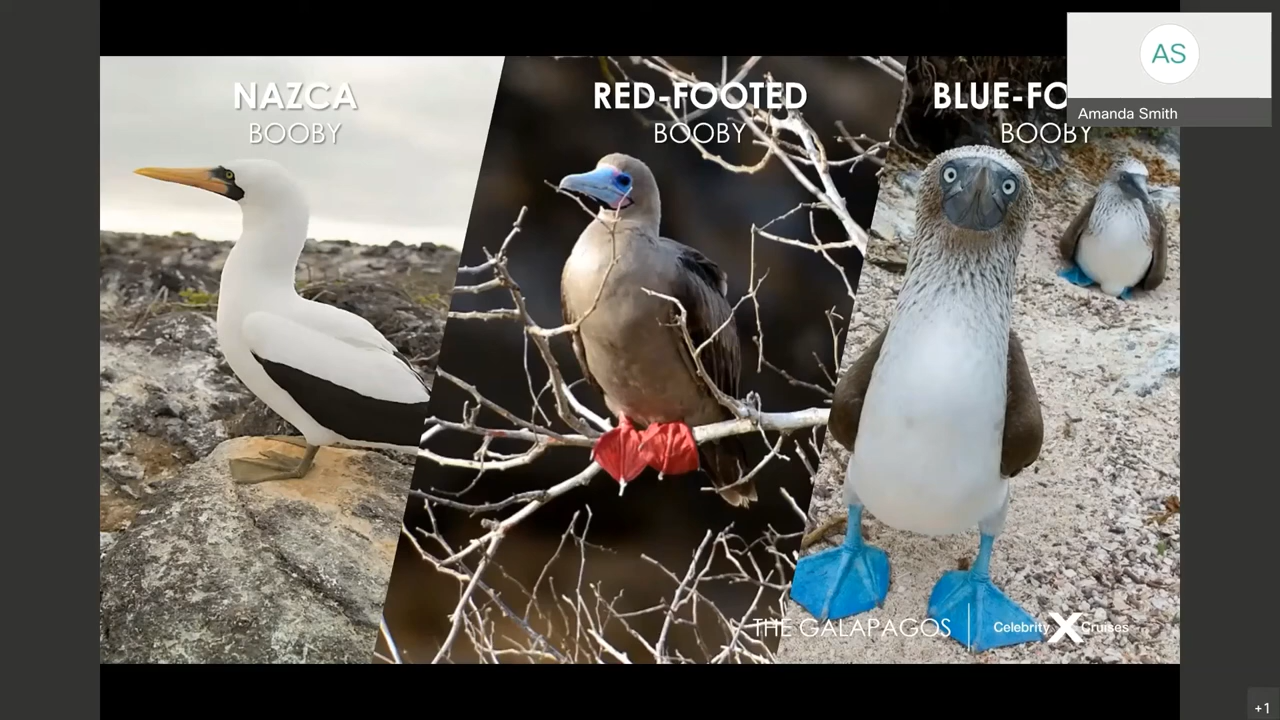 NAZCA
BOOBY
RED-FOOTED
BOOBY
BLUE-FO
BOOBY
AS
Amanda Smith
THE GALAPAGOS
Celebrity X Cruises
+1